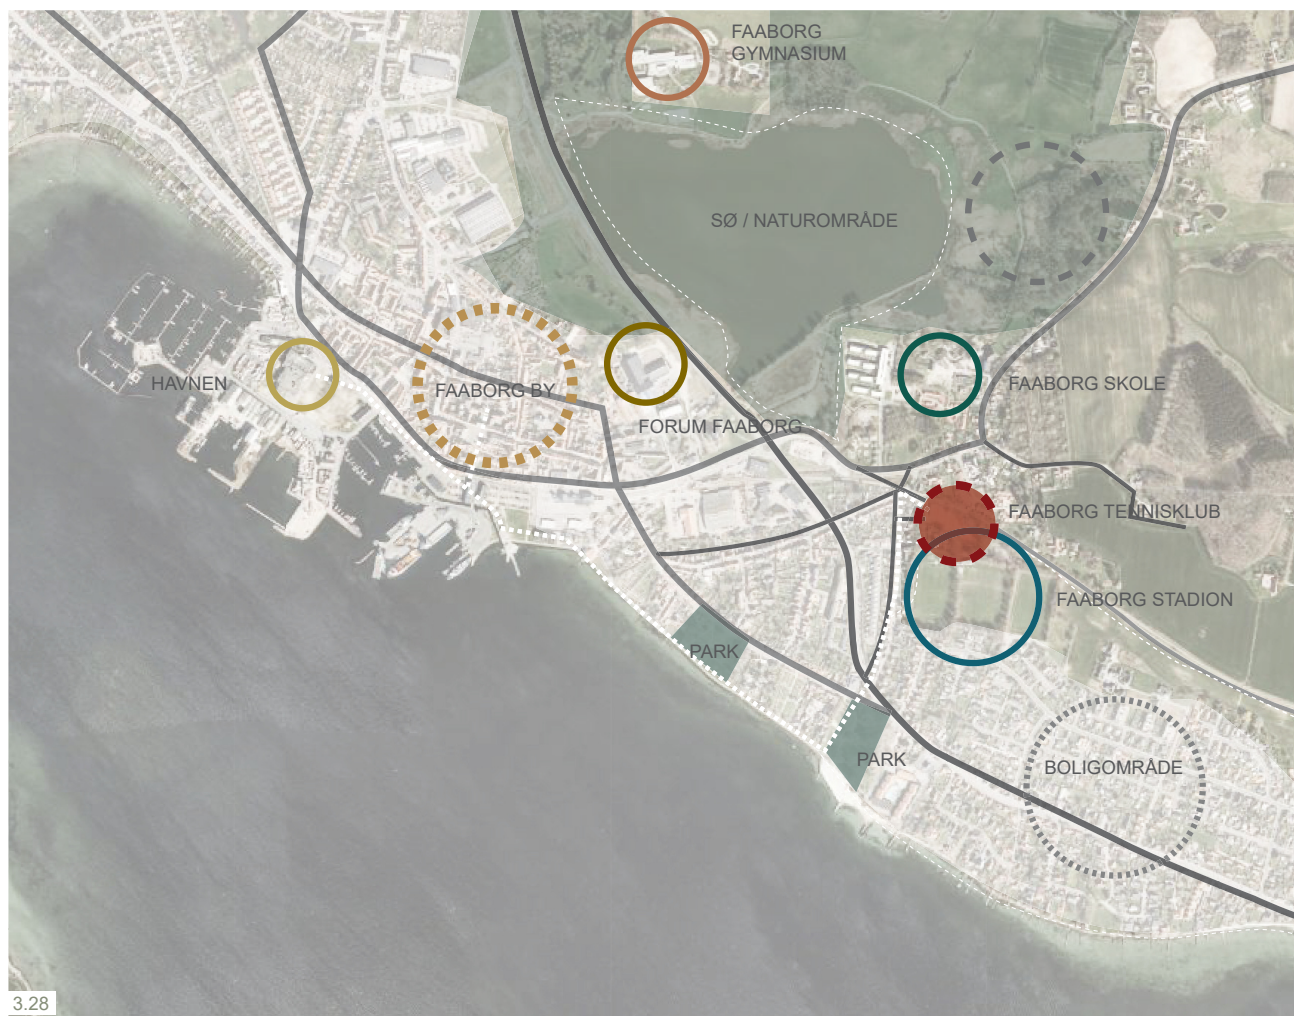 FAABORG
GYMNASIUM
SØ / NATUROMRÅDE
HAVNEN
FAABORG BY
FAABORG SKOLE
FORUM FAABORG
FAABORG TENNISKLUB
FAABORG STADION
PARK
PARK
BOLIGOMRÅDE
3.28